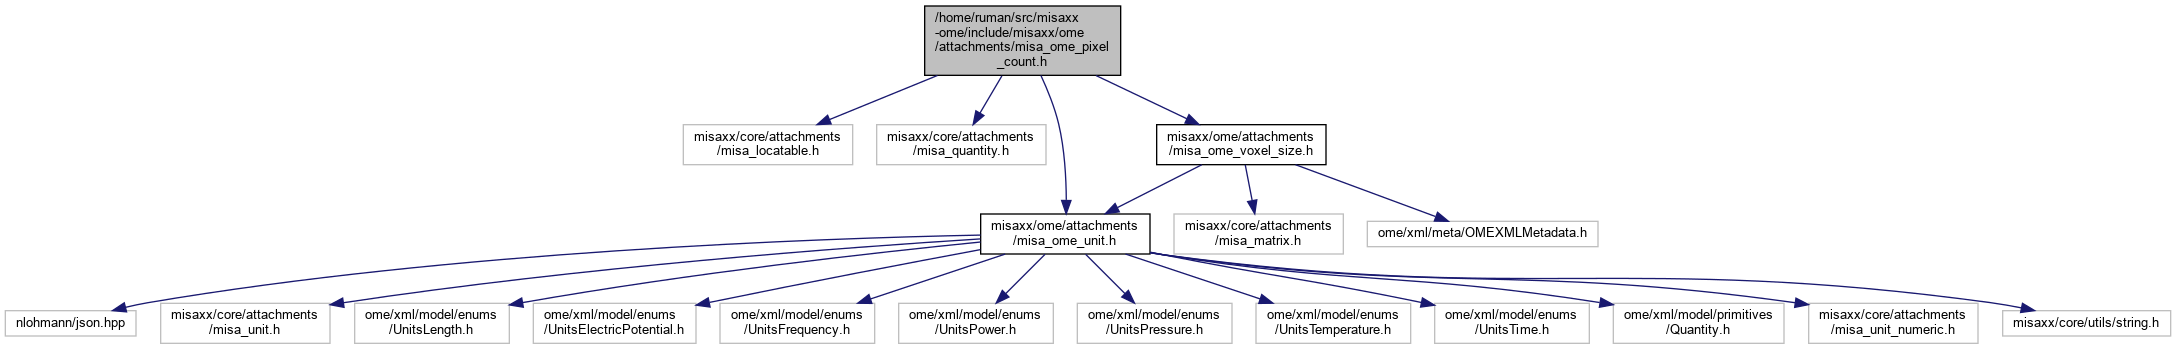 /home/ruman/src/misaxx
-ome/include/misaxx/ome
/attachments/misa_ome_pixel
_count.h
misaxx/core/attachments
/misa_locatable.h
misaxx/core/attachments
/misa_quantity.h
misaxx/ome/attachments
/misa_ome_voxel_size.h
misaxx/ome/attachments
/misa_ome_unit.h
misaxx/core/attachments
/misa_matrix.h
ome/xml/meta/OMEXMLMetadata.h
nlohmann/json.hpp
misaxx/core/attachments
/misa_unit.h
ome/xml/model/enums
/UnitsLength.h
ome/xml/model/enums
/UnitsElectricPotential.h
ome/xml/model/enums
/UnitsFrequency.h
ome/xml/model/enums
/UnitsPower.h
ome/xml/model/enums
/UnitsPressure.h
ome/xml/model/enums
/UnitsTemperature.h
ome/xml/model/enums
/UnitsTime.h
ome/xml/model/primitives
/Quantity.h
misaxx/core/attachments
/misa_unit_numeric.h
misaxx/core/utils/string.h